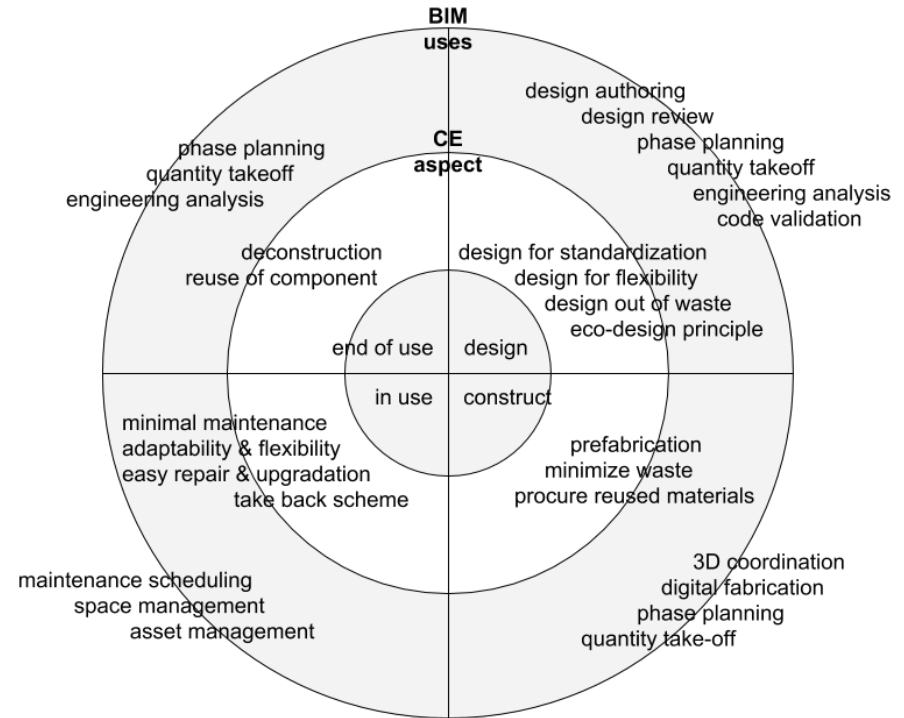 BIM
uses
design authoring
design review
phase planning
quantity takeoff
engineering analysis
code validation
phase planning
quantity takeoff
engineering analysis
CE
aspect
deconstruction
reuse of component
design for standardization
design for flexibility
design out of waste
eco-design principle
end of use
design
in use
construct
minimal maintenance
adaptability & flexibility
easy repair & upgradation
take back scheme
prefabrication
minimize waste
procure reused materials
maintenance scheduling
space management
asset management
3D coordination
digital fabrication
phase planning
quantity take-off